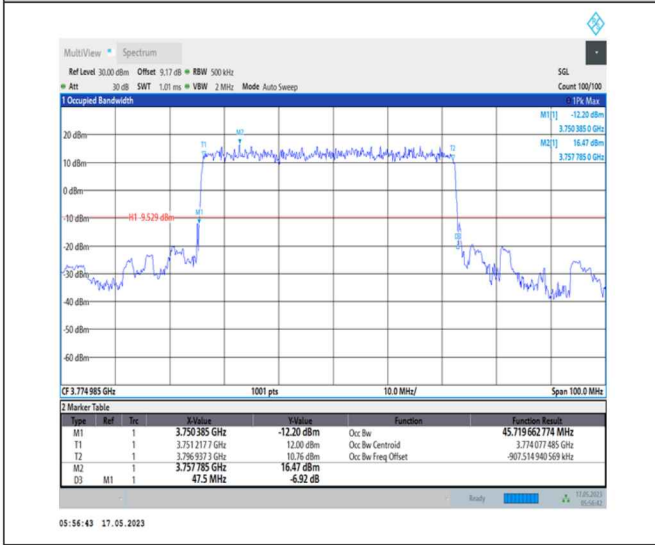 MultiView Spectrum
Ref Level 30.00 dBm Offset 9.17 dB RBW 500 kHz SGL
Att 30 dB SWT 1.01 ms VBW 2 MHz Mode Auto Sweep Count 100/100
1 Occupied Bandwidth 1Pk Max
M1[1] -12.20 dBm
3.750 385 0 GHz
M2[1] 16.47 dBm
3.757 785 0 GHz
20 dBm
M2
T1
T2
10 dBm
0 dBm
-10 dBm
H1 -9.529 dBm
M1
D3
-30 dBm
-40 dBm
-50 dBm
-60 dBm
CF 3.774 985 GHz 1001 pts 10.0 MHz/ Span 100.0 MHz
2 Marker Table
Type Ref Trc X-Value Y-Value Function Function Result
M1 1 3.750385 GHz -12.20 dBm Occ Bw 45.719 662 774 MHz
T1 1 3.751 217 7 GHz 12.00 dBm Occ Bw Centroid 3.774 077 485 GHz
T2 1 3.796 937 3 GHz 10.76 dBm Occ Bw Freq Offset -907.514 940 569 kHz
M2 1 3.757 785 GHz 16.47 dBm
D3 M1 1 47.5 MHz -6.92 dB
Ready 17.05.2023
05:56:42
05:56:43 17.05.2023